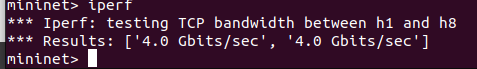 mininet> iperf
*** Iperf: testing TCP bandwidth between h1 and h8
*** Results: ['4.0 Gbits/sec', '4.0 Gbits/sec']
mininet>